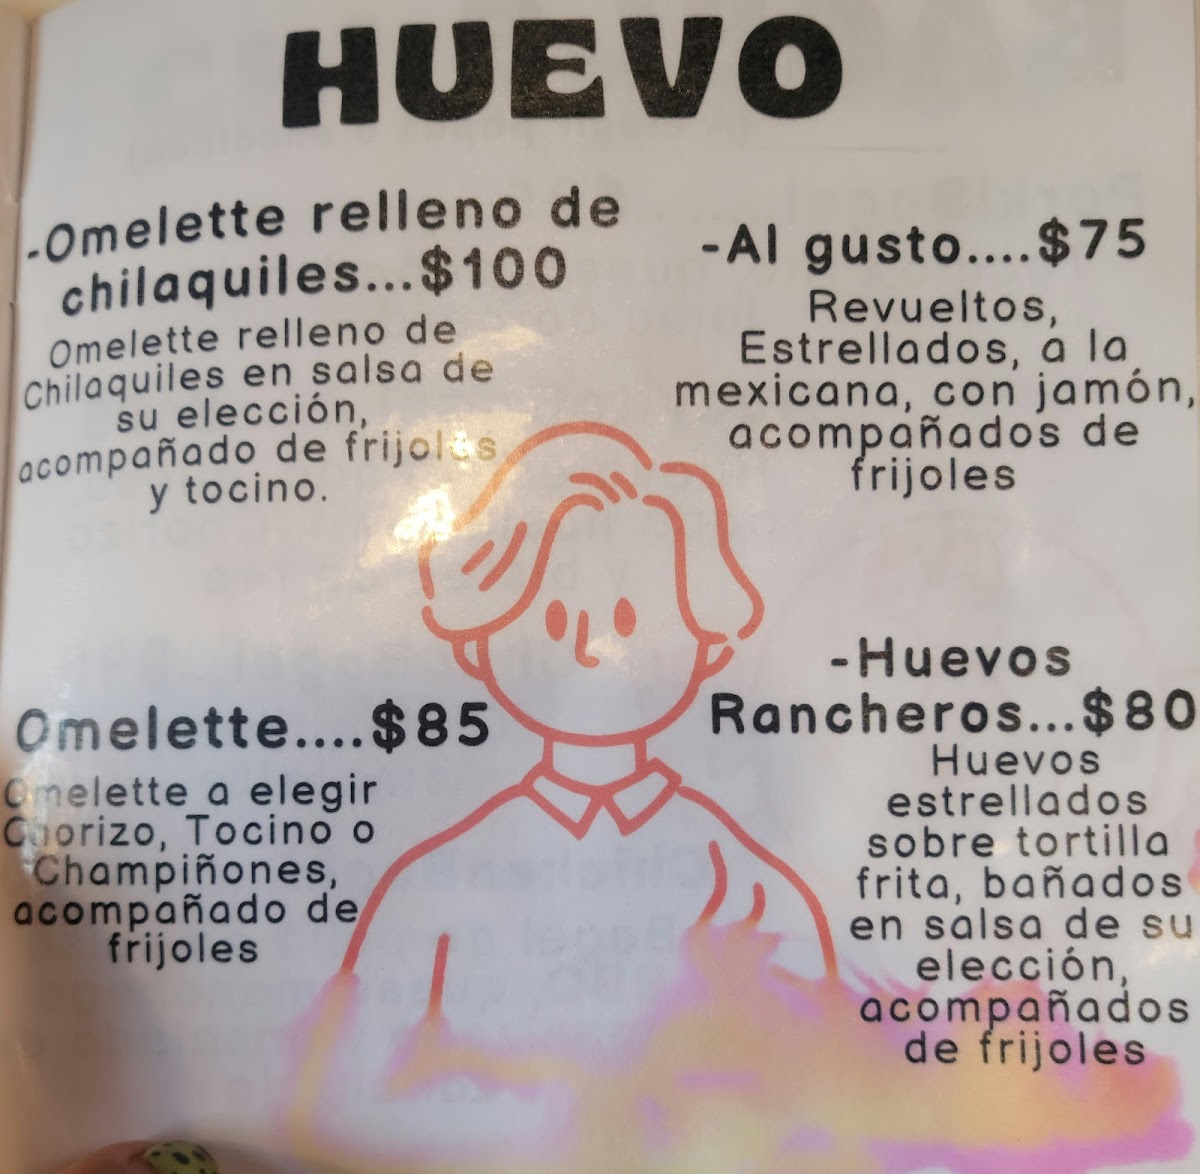 HUEVO
-Omelette relleno de
chilaquiles...$100
Omelette relleno de
Chilaquiles en salsa de
su elección,
acompañado de frijoles
y tocino.
-Al gusto....$75
Revueltos,
Estrellados, a la
mexicana, con jamón,
acompañados de
frijoles
Omelette....$85
Omelette a elegir
Chorizo, Tocino o
Champiñones,
acompañado de
frijoles
-Huevos
Rancheros...$80
Huevos
estrellados
sobre tortilla
frita, bañados
en salsa de su
elección,
acompañados
de frijoles